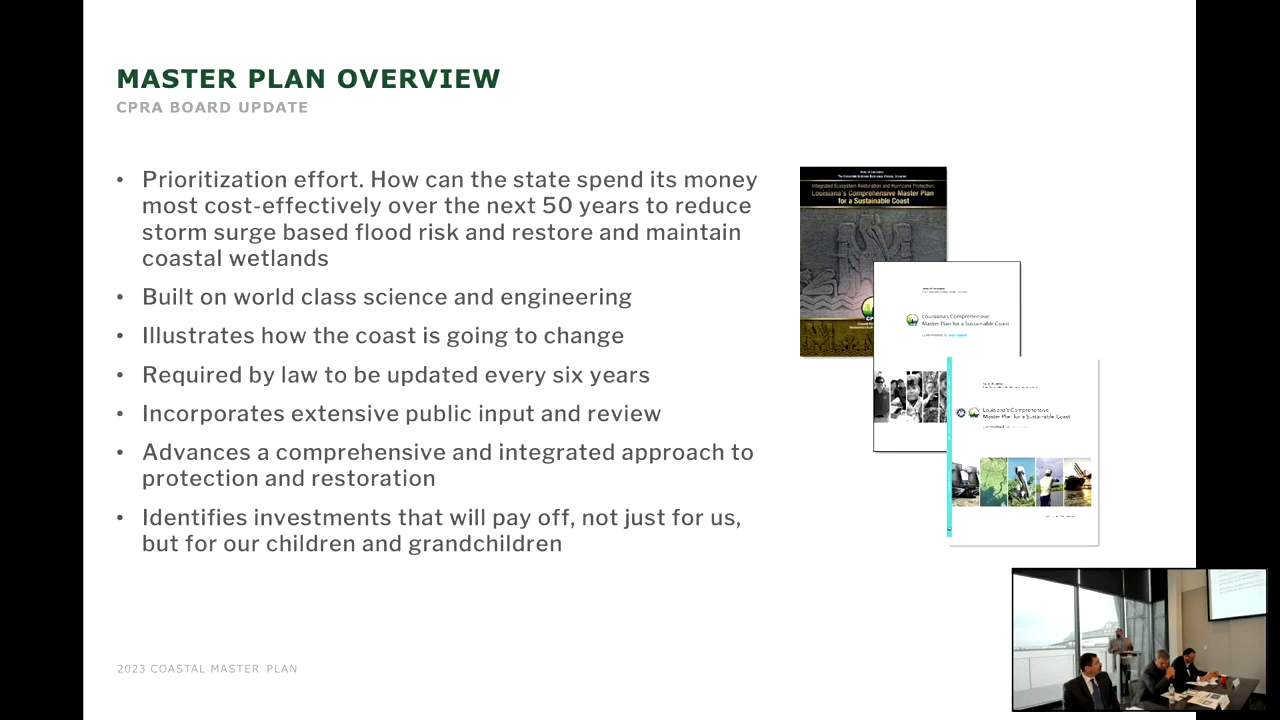 MASTER PLAN OVERVIEW
CPRA BOARD UPDATE
• Prioritization effort. How can the state spend its money
most cost-effectively over the next 50 years to reduce
storm surge based flood risk and restore and maintain
coastal wetlands
• Built on world class science and engineering
• Illustrates how the coast is going to change
• Required by law to be updated every six years
• Incorporates extensive public input and review
• Advances a comprehensive and integrated approach to
protection and restoration
• Identifies investments that will pay off, not just for us,
but for our children and grandchildren
Integrated Ecosystem Restoration and Hurricane Protection:
Louisiana's Comprehensive Master Plan
for a Sustainable Coast
Louisiana's Comprehensive
Master Plan for a Sustainable Coast
Louisiana's Comprehensive
Master Plan for a Sustainable Coast
2023 COASTAL MASTER PLAN